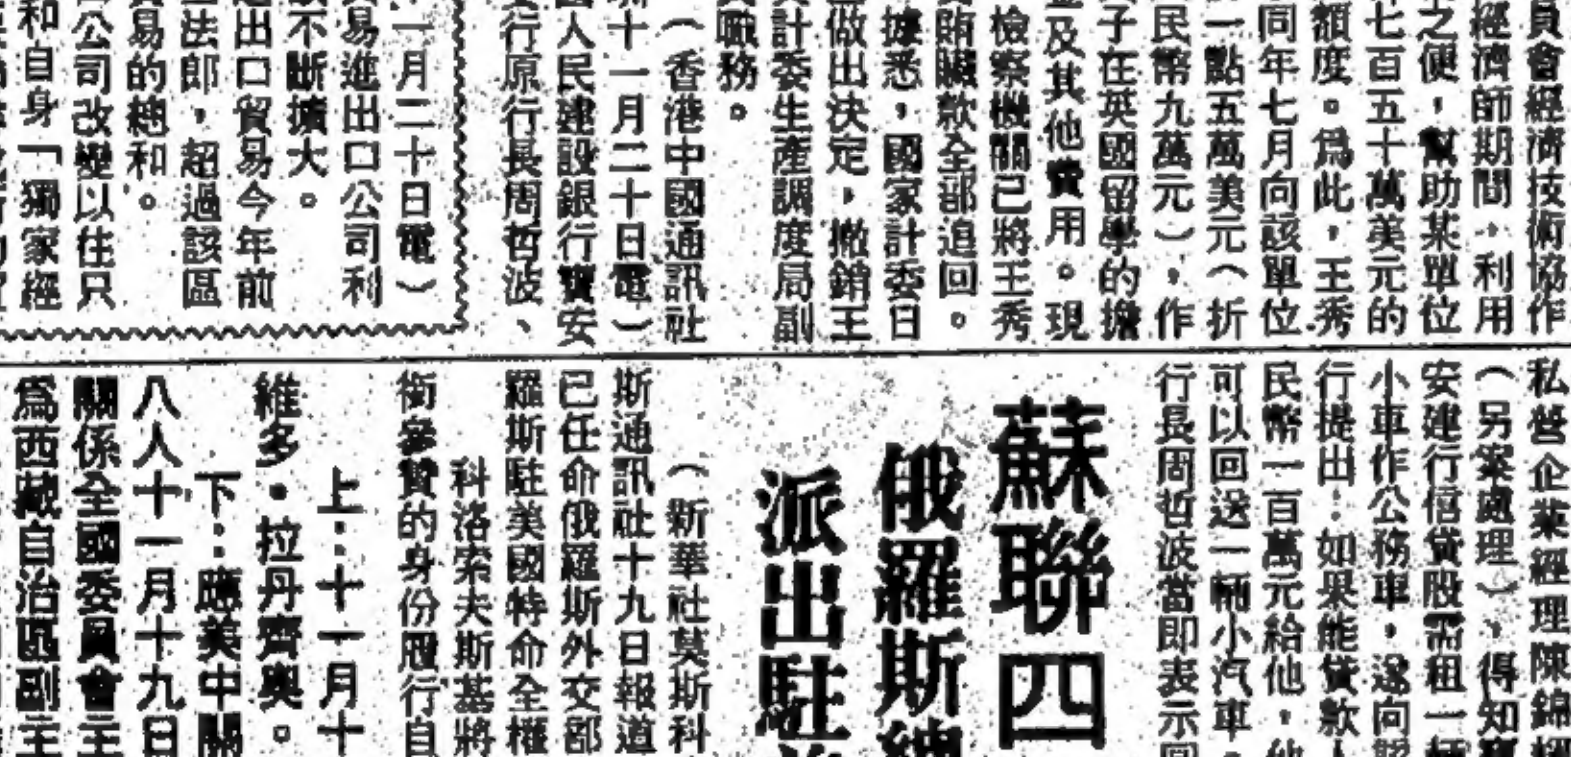 員會經濟技術協作
經濟師期間，利用
之便，幫助某單位
七百五十萬美元的
額度。爲此，王秀
同年七月向該單位
一點五萬美元（折
民幣九萬元），作
子在英國留學的擔
及其他費用。現
檢察機關已將王秀
賄贓款全部追回。
據悉，國家計委日
做出決定，撤銷王
計委生產調度局副
職務。
（香港中國通訊社
十一月二十日電）
人民建設銀行寶安
行原行長周哲波、
一月二十日電）
易進出口公司利
不斷擴大。
出口貿易今年前
法郎，超過該區
易的總和。
公司改變以往只
和自身「獨家經
私營企業經理陳錦
（另案處理），得知
安建行信貸股需租一
小車作公務車，遂向
行提出：如果能貸款
民幣一百萬元給他，
可以回送一輛小汽車。
行長周哲波當即表示
蘇聯四
俄羅斯
派出駐
（新華社莫斯科
斯通訊社十九日報道
已任命俄羅斯外交部
羅斯駐美國特命全權
科洛索夫斯基將
銜參贊的身份履行自
上：十一月十
維多・拉丹齊奧。
下：應美中關
八人十一月十九日
關係全國委員會主
爲西藏自治區副主